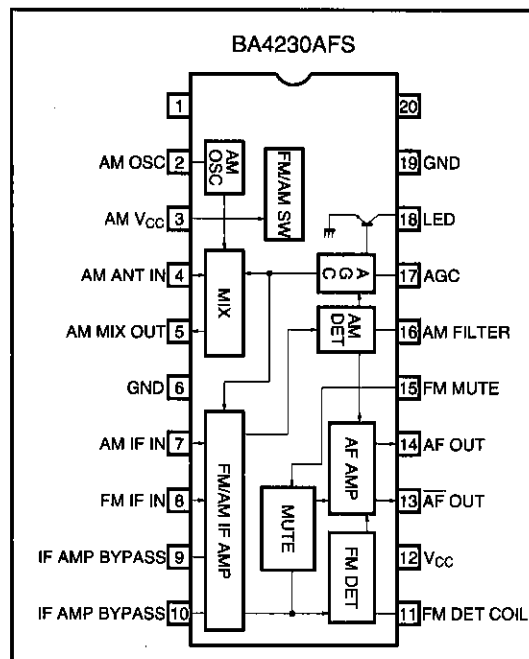 BA4230AFS
1
20
AM OSC 2
AM OSC
FM/AM SW
19 GND
AM VCC 3
18 LED
AM ANT IN 4
MIX
AGC
17 AGC
AM MIX OUT 5
AM DET
16 AM FILTER
GND 6
15 FM MUTE
AM IF IN 7
FM/AM IF AMP
AF AMP
14 AF OUT
FM IF IN 8
MUTE
13 A̅F̅ OUT
IF AMP BYPASS 9
FM DET
12 VCC
IF AMP BYPASS 10
11 FM DET COIL